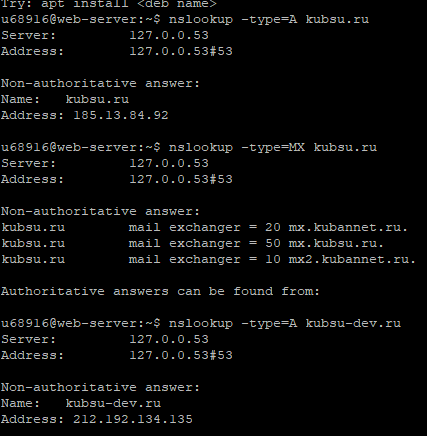 Try: apt install <deb name>
u68916@web-server:~$ nslookup -type=A kubsu.ru
Server:         127.0.0.53
Address:        127.0.0.53#53

Non-authoritative answer:
Name:   kubsu.ru
Address: 185.13.84.92

u68916@web-server:~$ nslookup -type=MX kubsu.ru
Server:         127.0.0.53
Address:        127.0.0.53#53

Non-authoritative answer:
kubsu.ru        mail exchanger = 20 mx.kubannet.ru.
kubsu.ru        mail exchanger = 50 mx.kubsu.ru.
kubsu.ru        mail exchanger = 10 mx2.kubannet.ru.

Authoritative answers can be found from:

u68916@web-server:~$ nslookup -type=A kubsu-dev.ru
Server:         127.0.0.53
Address:        127.0.0.53#53

Non-authoritative answer:
Name:   kubsu-dev.ru
Address: 212.192.134.135